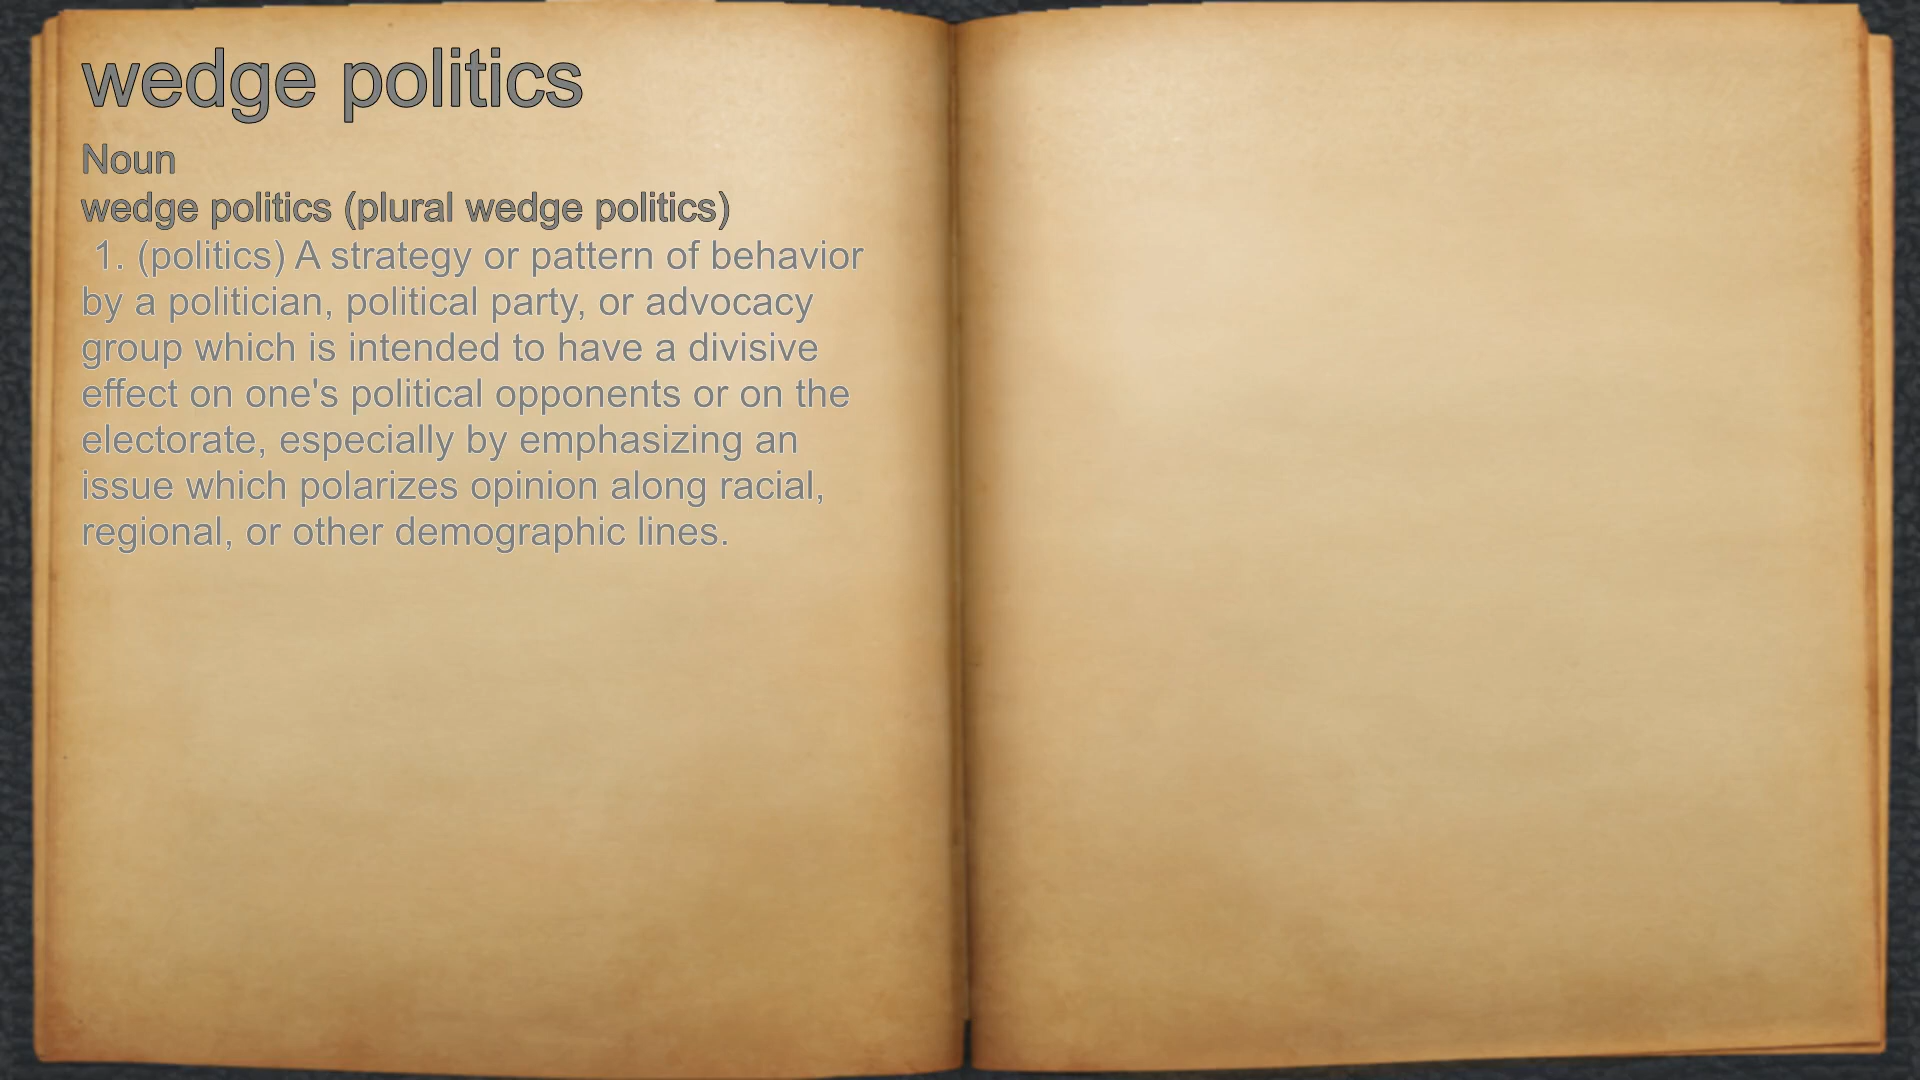 wedge politics
Noun
wedge politics (plural wedge politics)
1. (politics) A strategy or pattern of behavior
by a politician, political party, or advocacy
group which is intended to have a divisive
effect on one's political opponents or on the
electorate, especially by emphasizing an
issue which polarizes opinion along racial,
regional, or other demographic lines.